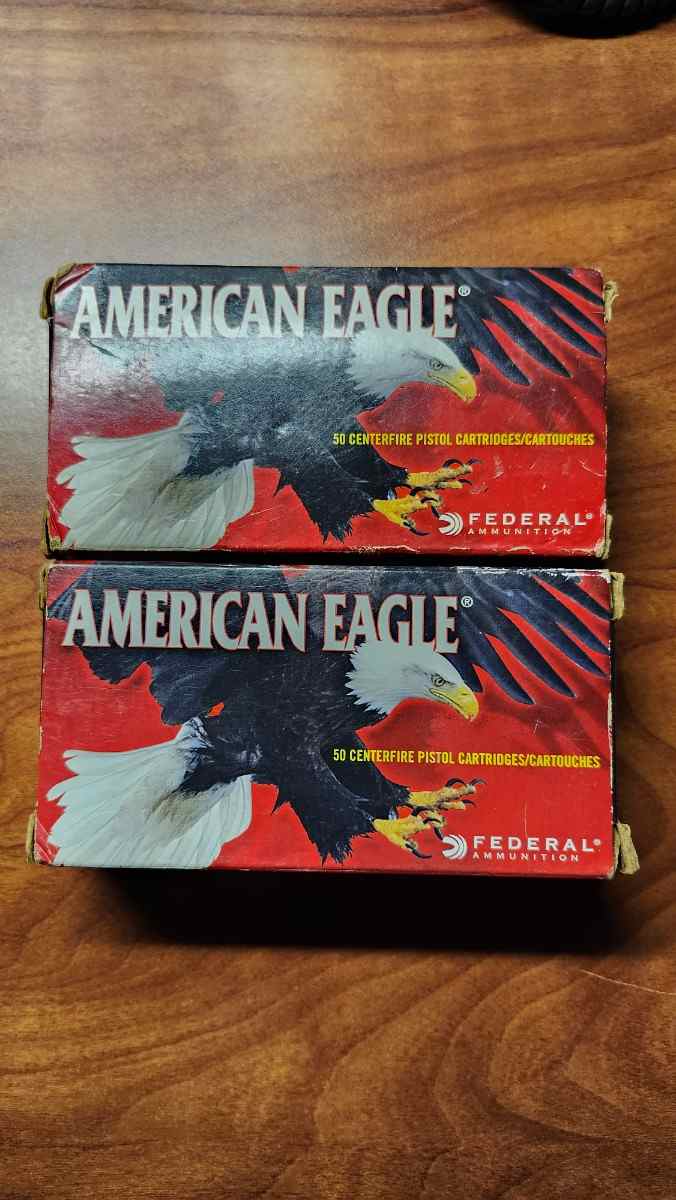 AMERICAN EAGLE®
50 CENTERFIRE PISTOL CARTRIDGES/CARTOUCHES
FEDERAL®
AMMUNITION
AMERICAN EAGLE®
50 CENTERFIRE PISTOL CARTRIDGES/CARTOUCHES
FEDERAL®
AMMUNITION